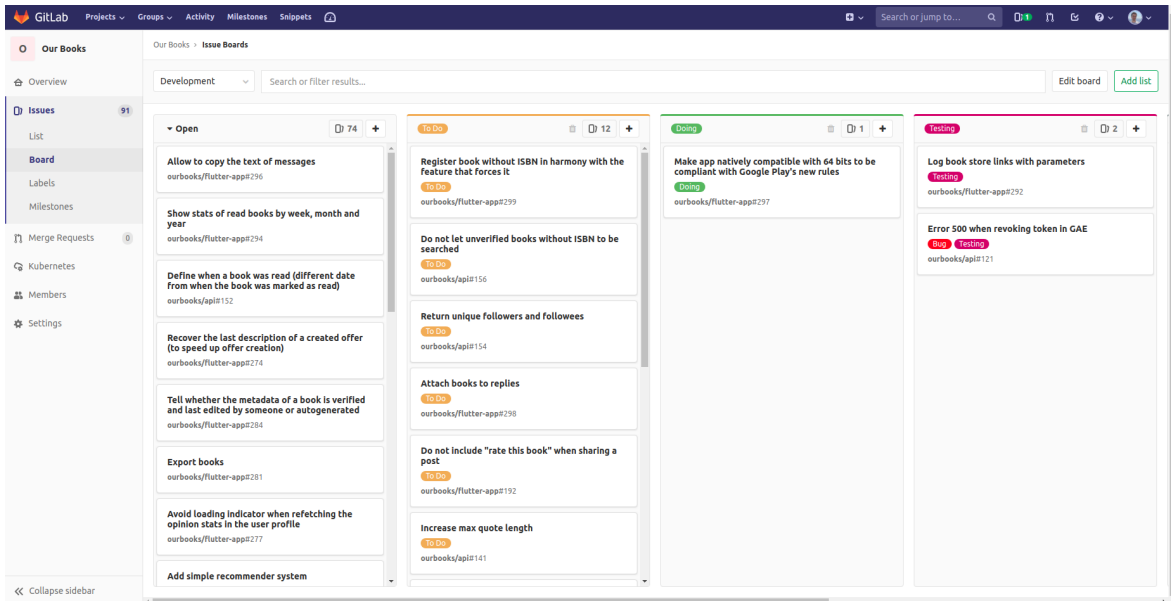 GitLab Projects Groups Activity Milestones Snippets Search or jump to... 1
O Our Books
Overview
Issues 91
List
Board
Labels
Milestones
Merge Requests 0
Kubernetes
Members
Settings
Collapse sidebar
Our Books > Issue Boards
Development Search or filter results... Edit board Add list
Open 74
Allow to copy the text of messages
ourbooks/flutter-app#296
Show stats of read books by week, month and
year
ourbooks/flutter-app#294
Define when a book was read (different date
from when the book was marked as read)
ourbooks/api#152
Recover the last description of a created offer
(to speed up offer creation)
ourbooks/flutter-app#274
Tell whether the metadata of a book is verified
and last edited by someone or autogenerated
ourbooks/flutter-app#284
Export books
ourbooks/flutter-app#281
Avoid loading indicator when refetching the
opinion stats in the user profile
ourbooks/flutter-app#277
Add simple recommender system
To Do 12
Register book without ISBN in harmony with the
feature that forces it
To Do
ourbooks/flutter-app#299
Do not let unverified books without ISBN to be
searched
To Do
ourbooks/api#156
Return unique followers and followees
To Do
ourbooks/api#154
Attach books to replies
To Do
ourbooks/flutter-app#298
Do not include "rate this book" when sharing a
post
To Do
ourbooks/flutter-app#192
Increase max quote length
To Do
ourbooks/api#141
Doing 1
Make app natively compatible with 64 bits to be
compliant with Google Play's new rules
Doing
ourbooks/flutter-app#297
Testing 2
Log book store links with parameters
Testing
ourbooks/flutter-app#292
Error 500 when revoking token in GAE
Bug Testing
ourbooks/api#121